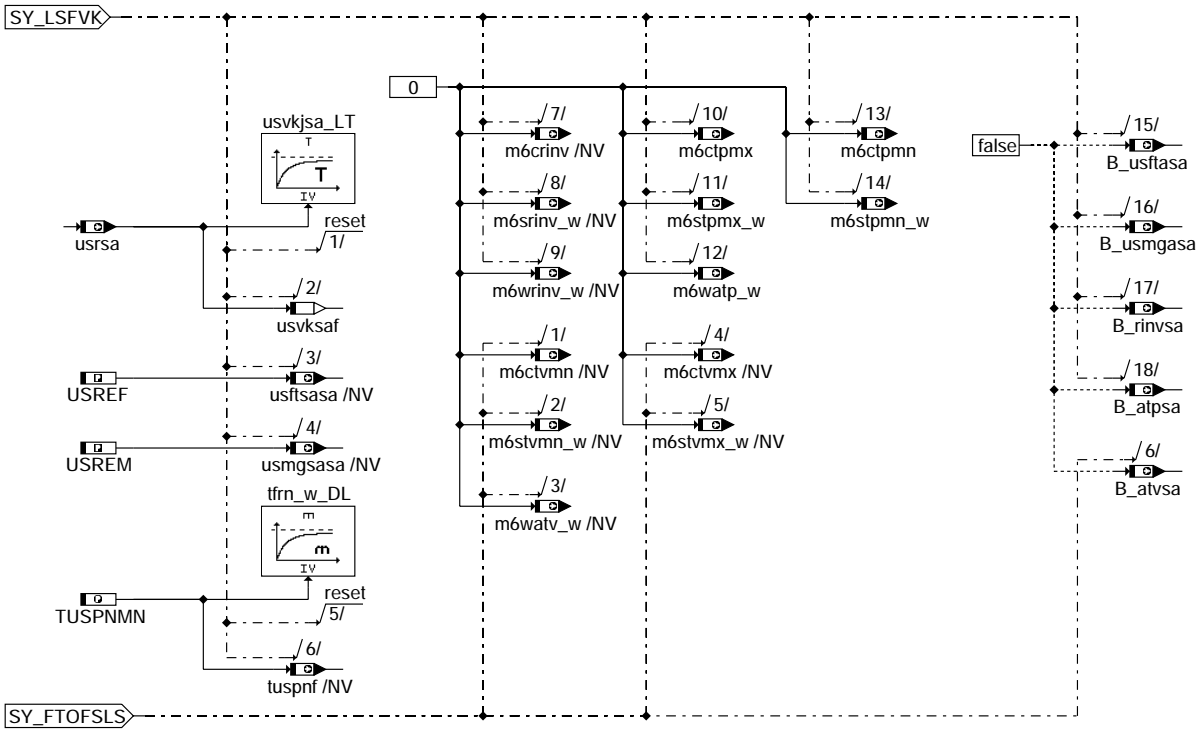 SY_LSFVK
0
usvkjsa_LT
T
T
IV
reset
1/
usrsa
2/
usvksaf
3/
USREF
usftsasa /NV
4/
USREM
usmgsasa /NV
tfrn_w_DL
m
m
IV
reset
5/
TUSPNMN
6/
tuspnf /NV
7/
m6crinv /NV
8/
m6srinv_w /NV
9/
m6wrinv_w /NV
1/
m6ctvmn /NV
2/
m6stvmn_w /NV
3/
m6watv_w /NV
10/
m6ctpmx
11/
m6stpmx_w
12/
m6watp_w
4/
m6ctvmx /NV
5/
m6stvmx_w /NV
13/
m6ctpmn
14/
m6stpmn_w
false
15/
B_usftasa
16/
B_usmgasa
17/
B_rinvsa
18/
B_atpsa
6/
B_atvsa
SY_FTOFSLS